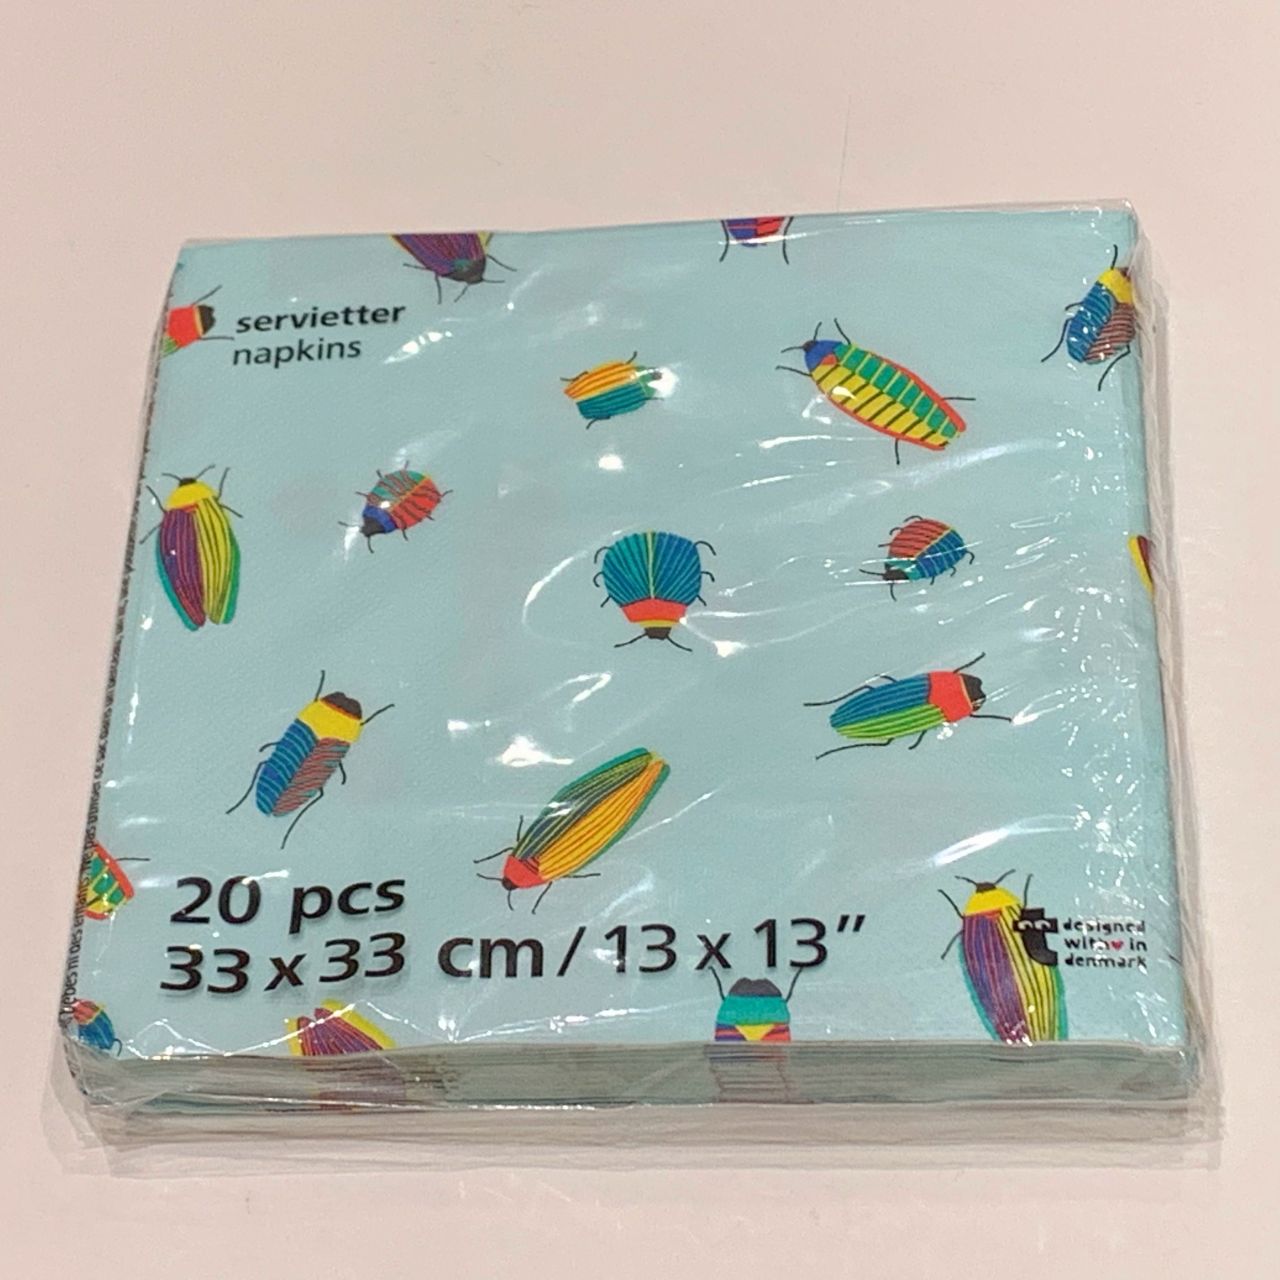 servietter
napkins
20 pcs
33 x 33 cm / 13 x 13”
designed
with♥ in
denmark